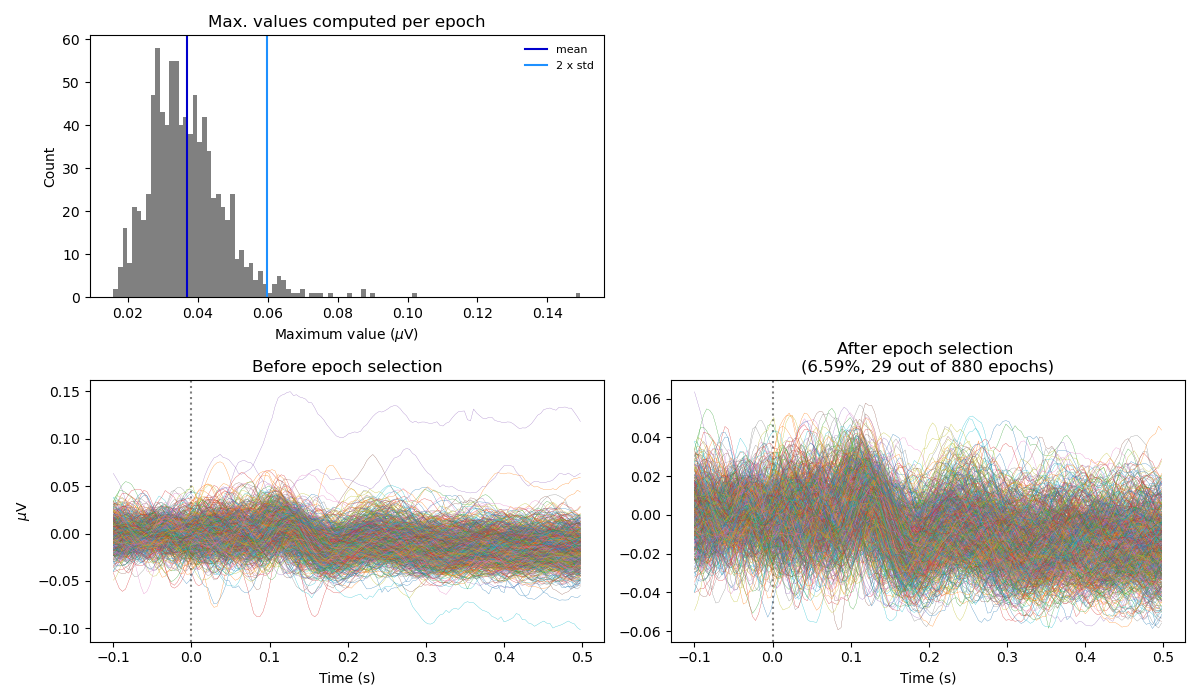 Max. values computed per epoch
60
50
40
30
20
10
0
Count
mean
2 x std
0.02 0.04 0.06 0.08 0.10 0.12 0.14
Maximum value (μV)
Before epoch selection
0.15
0.10
0.05
0.00
−0.05
−0.10
μV
−0.1 0.0 0.1 0.2 0.3 0.4 0.5
Time (s)
After epoch selection
(6.59%, 29 out of 880 epochs)
0.06
0.04
0.02
0.00
−0.02
−0.04
−0.06
−0.1 0.0 0.1 0.2 0.3 0.4 0.5
Time (s)